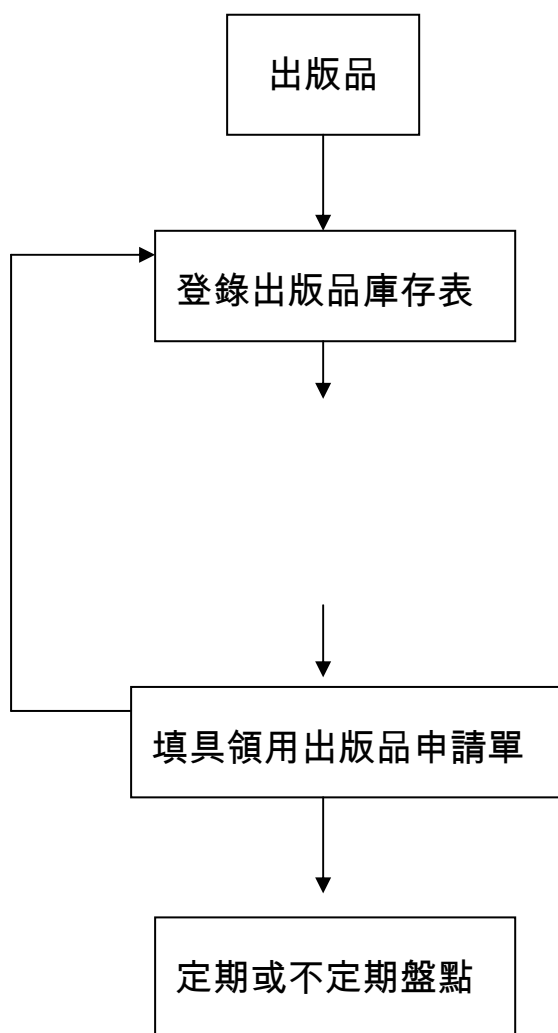 出版品
登錄出版品庫存表
填具領用出版品申請單
定期或不定期盤點